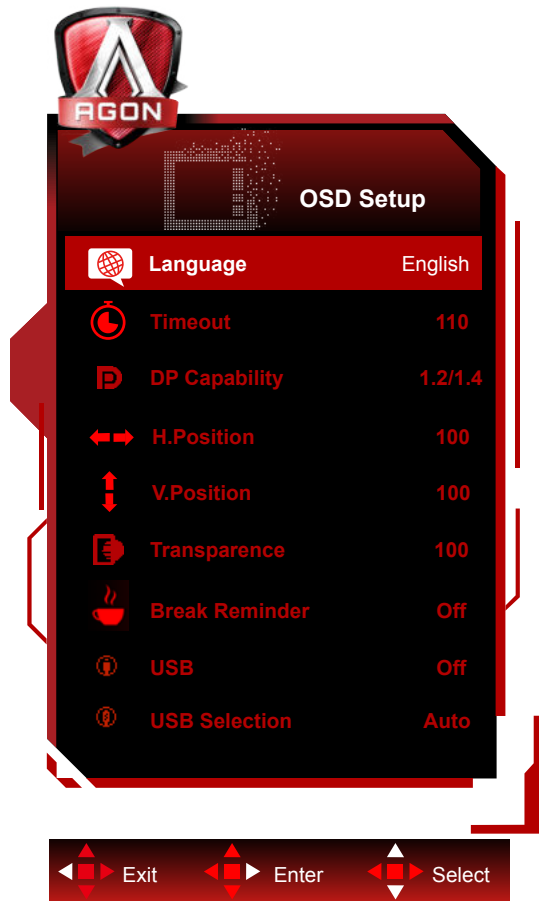 AGON
OSD Setup
Language English
Timeout 110
DP Capability 1.2/1.4
H.Position 100
V.Position 100
Transparence 100
Break Reminder Off
USB Off
USB Selection Auto
Exit Enter Select